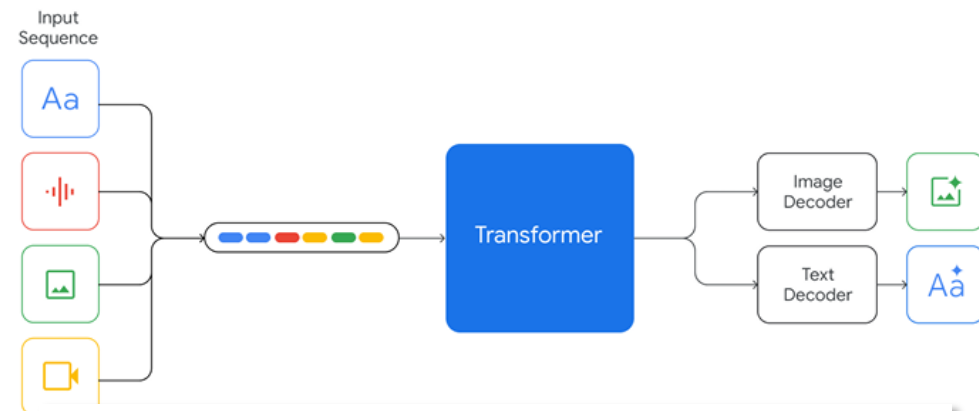 Input
Sequence
Aa
Transformer
Image
Decoder
Text
Decoder
Aa